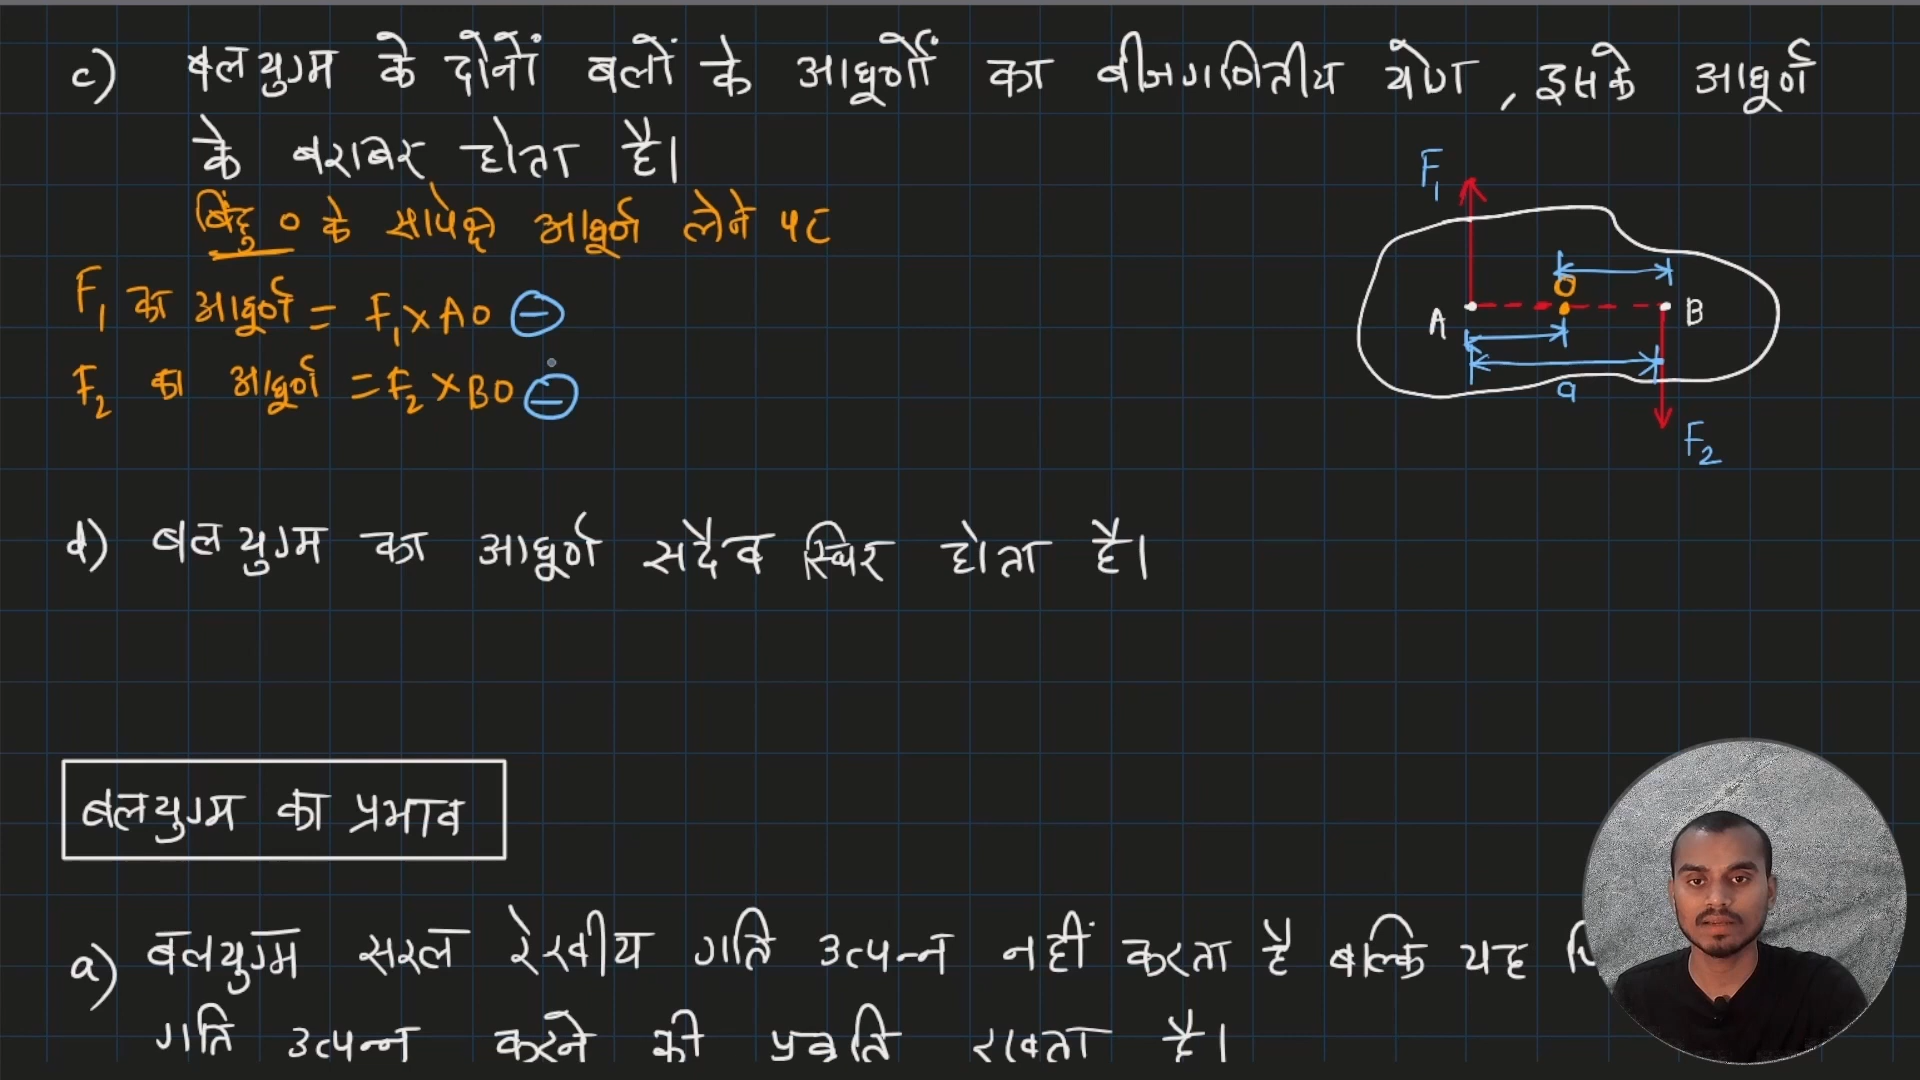 c) बलयुग्म के दोनों बलों के आघूर्णों का बीजगणितीय योग , इसके आघूर्ण
के बराबर होता है।
बिंदु O के सापेक्ष आघूर्ण लेने पर
F₁ का आघूर्ण = F₁ × AO ⊖
F₂ का आघूर्ण = F₂ × BO ⊖
F₁
O
A
B
a
F₂
d) बलयुग्म का आघूर्ण सदैव स्थिर होता है।
बलयुग्म का प्रभाव
a) बलयुग्म सरल रेखीय गति उत्पन्न नहीं करता है बल्कि यह
गति उत्पन्न करने की प्रवृति रखता है।